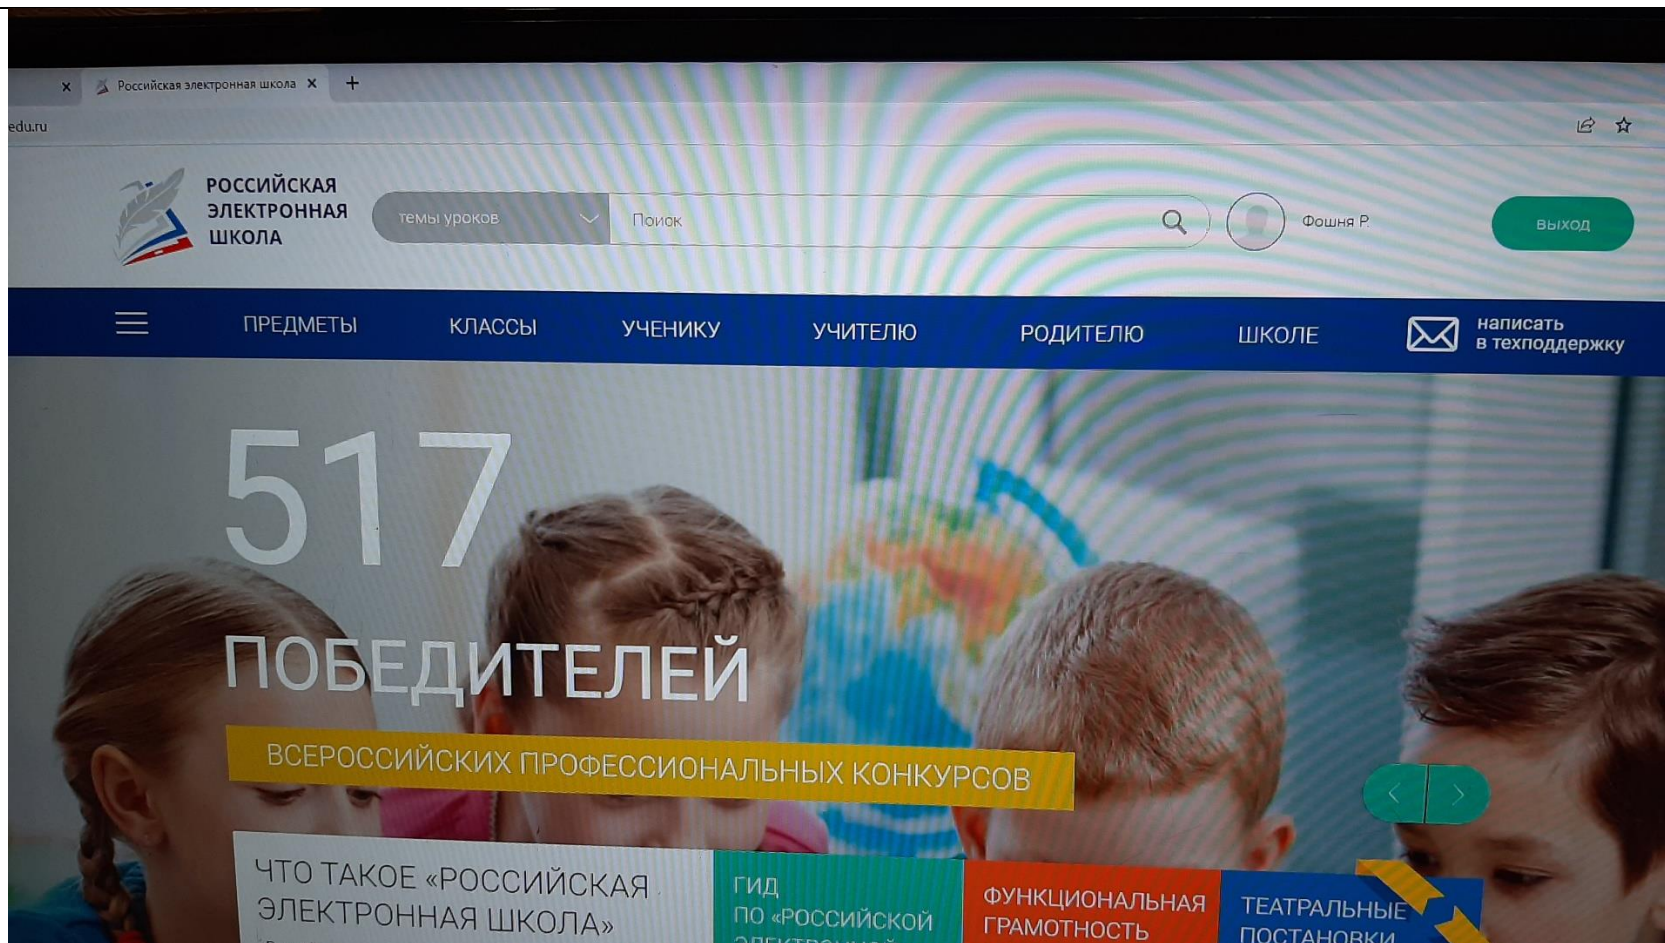 Российская электронная школа
edu.ru
РОССИЙСКАЯ
ЭЛЕКТРОННАЯ
ШКОЛА
темы уроков
Поиск
Фошня Р.
выход
ПРЕДМЕТЫ
КЛАССЫ
УЧЕНИКУ
УЧИТЕЛЮ
РОДИТЕЛЮ
ШКОЛЕ
написать
в техподдержку
517
ПОБЕДИТЕЛЕЙ
ВСЕРОССИЙСКИХ ПРОФЕССИОНАЛЬНЫХ КОНКУРСОВ
ЧТО ТАКОЕ «РОССИЙСКАЯ
ЭЛЕКТРОННАЯ ШКОЛА»
ГИД
ПО «РОССИЙСКОЙ
ФУНКЦИОНАЛЬНАЯ
ГРАМОТНОСТЬ
ТЕАТРАЛЬНЫЕ
ПОСТАНОВКИ